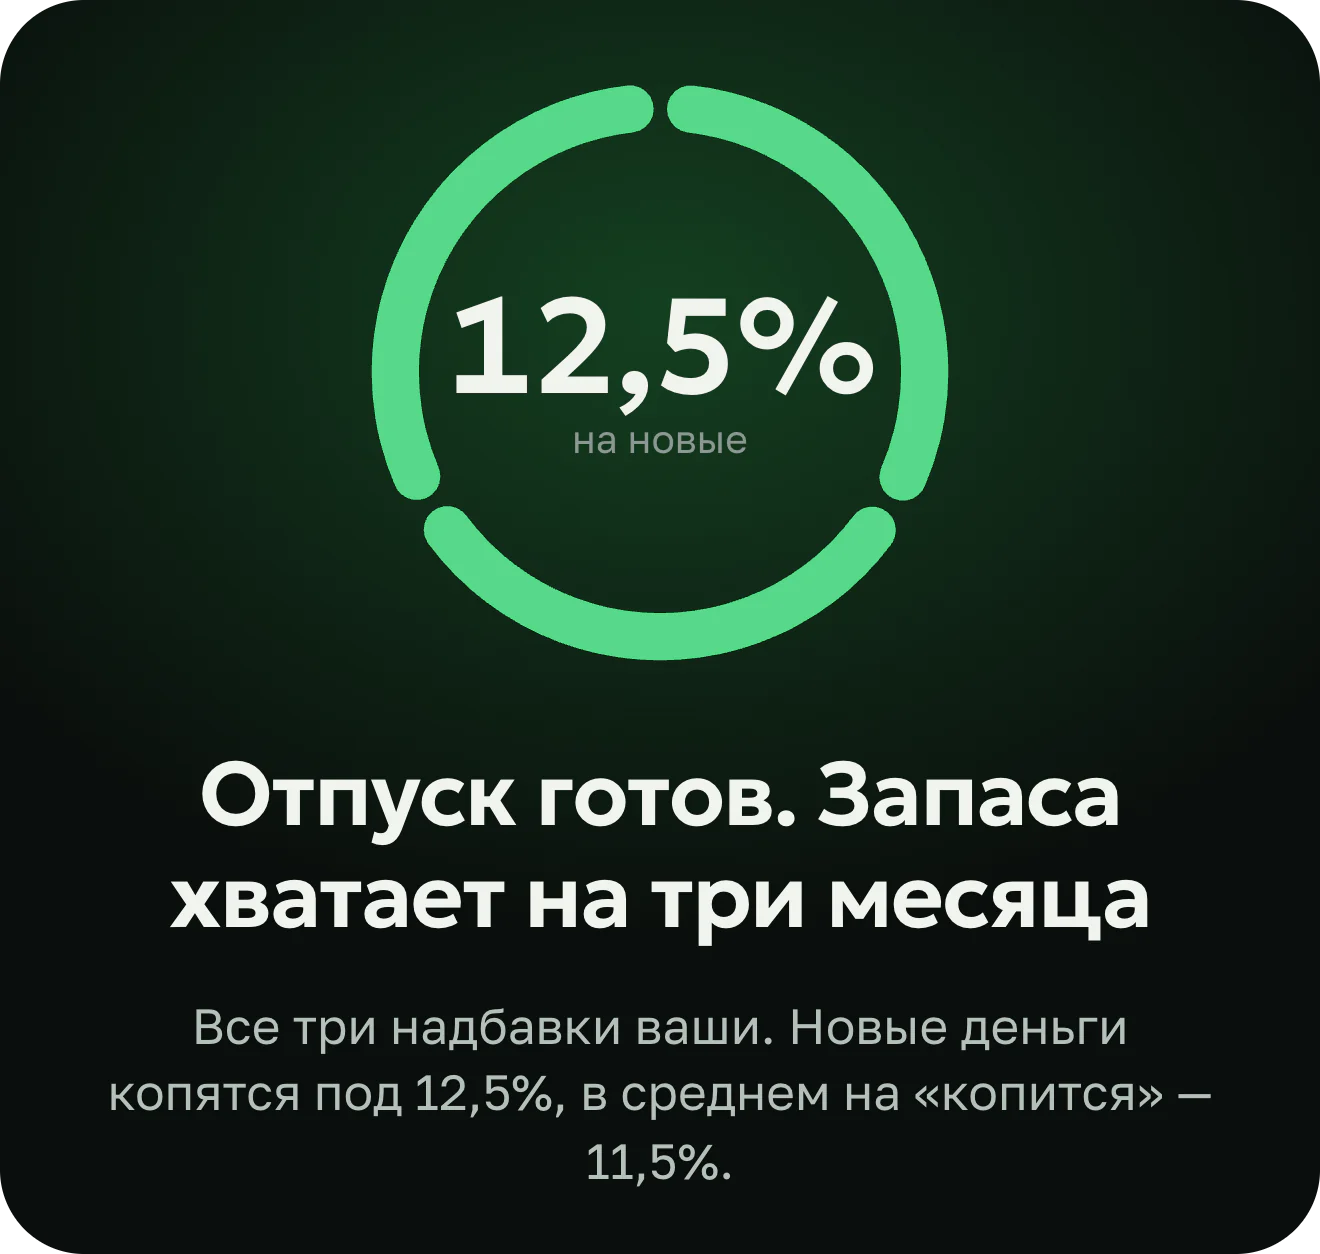 12,5%
на новые
Отпуск готов. Запаса
хватает на три месяца
Все три надбавки ваши. Новые деньги
копятся под 12,5%, в среднем на «копится» —
11,5%.